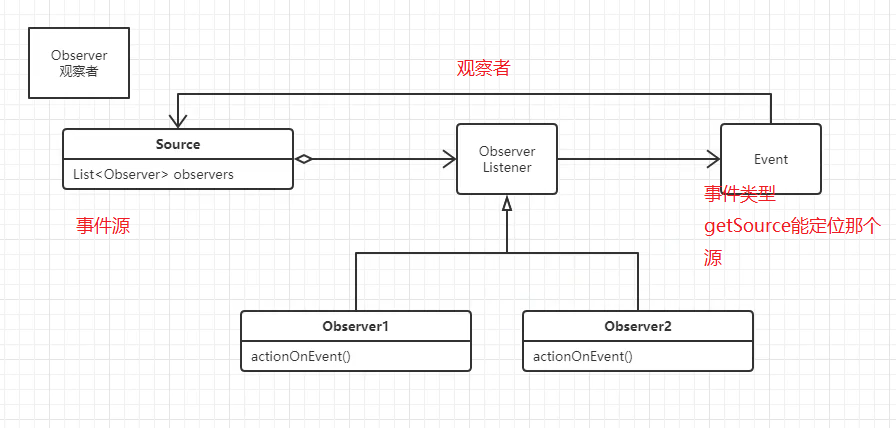 Observer
观察者
观察者
Source
List<Observer> observers
事件源
Observer
Listener
Event
事件类型
getSource能定位那个
源
Observer1
actionOnEvent()
Observer2
actionOnEvent()